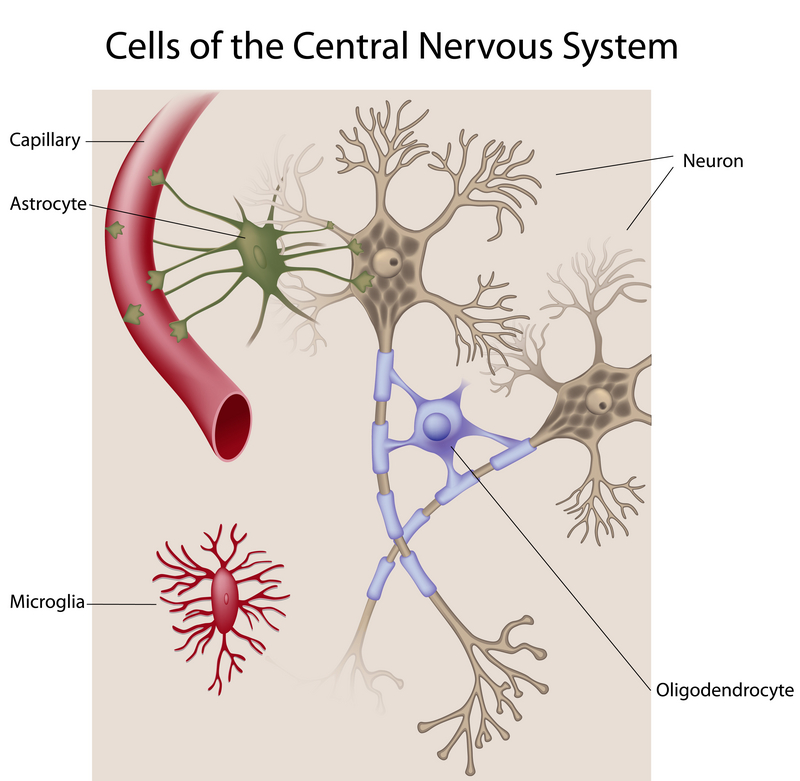 Cells of the Central Nervous System
Capillary
Neuron
Astrocyte
Microglia
Oligodendrocyte